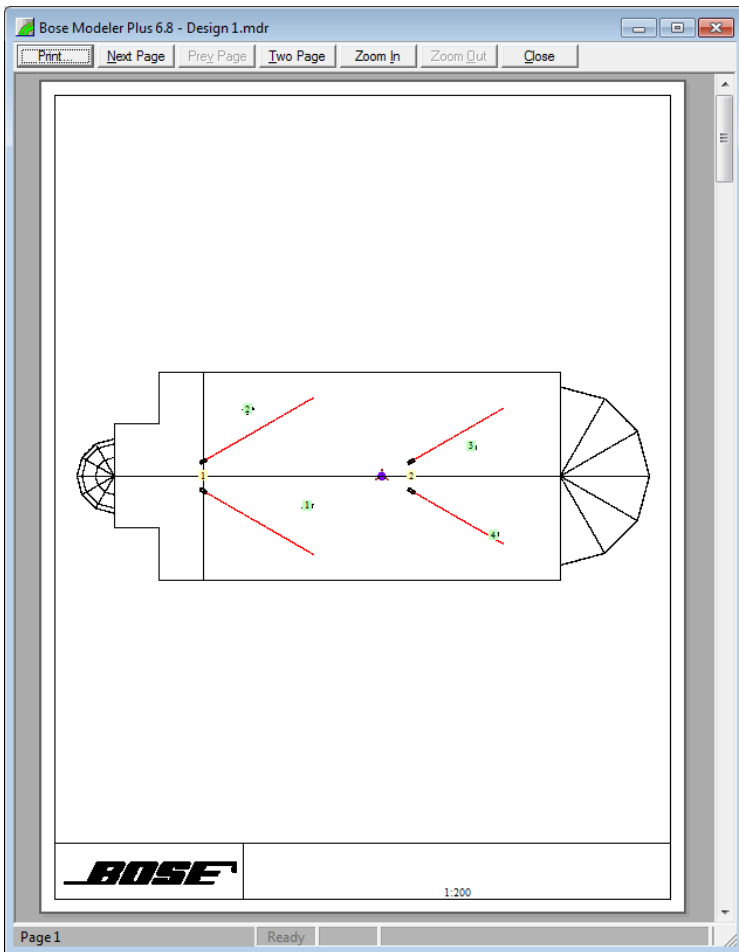 Bose Modeler Plus 6.8 - Design 1.mdr
Print... Next Page Prev Page Two Page Zoom In Zoom Out Close
2
3
1 2
1
4
BOSE
1:200
Page 1 Ready